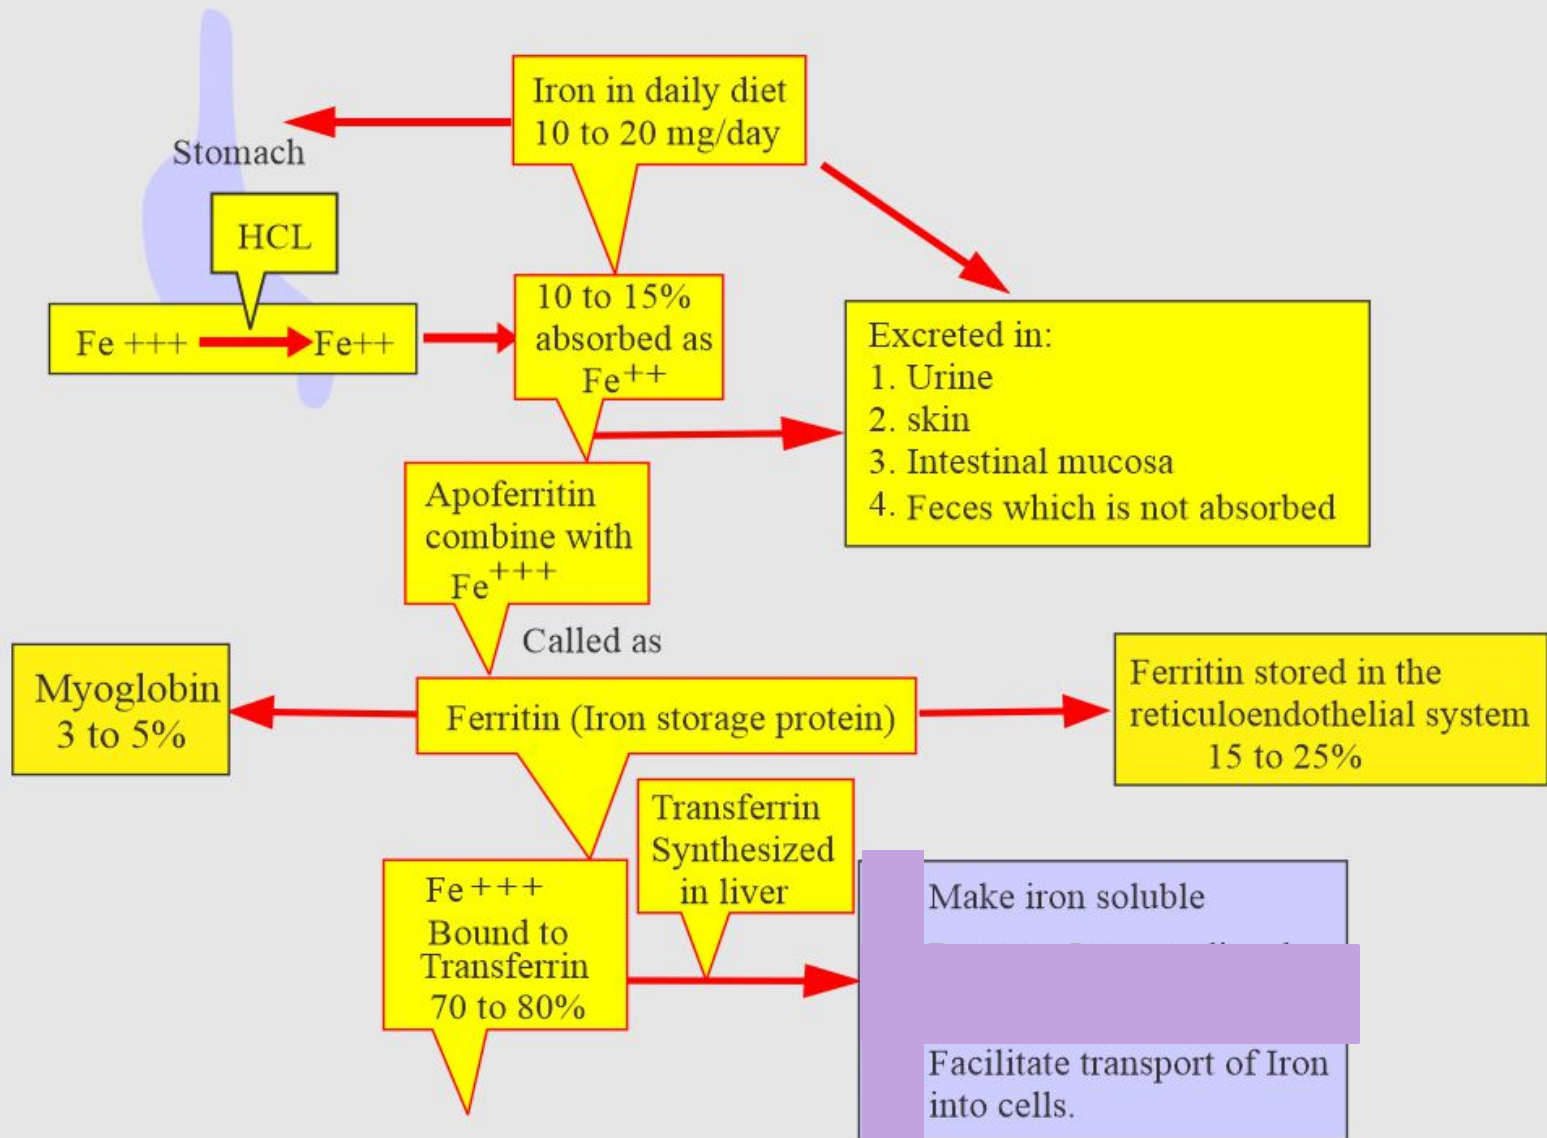 Iron in daily diet
10 to 20 mg/day
Stomach
HCL
Fe +++ Fe++
10 to 15%
absorbed as
Fe++
Excreted in:
1. Urine
2. skin
3. Intestinal mucosa
4. Feces which is not absorbed
Apoferritin
combine with
Fe+++
Called as
Myoglobin
3 to 5%
Ferritin (Iron storage protein)
Ferritin stored in the
reticuloendothelial system
15 to 25%
Transferrin
Synthesized
in liver
Fe +++
Bound to
Transferrin
70 to 80%
Make iron soluble
Facilitate transport of Iron
into cells.